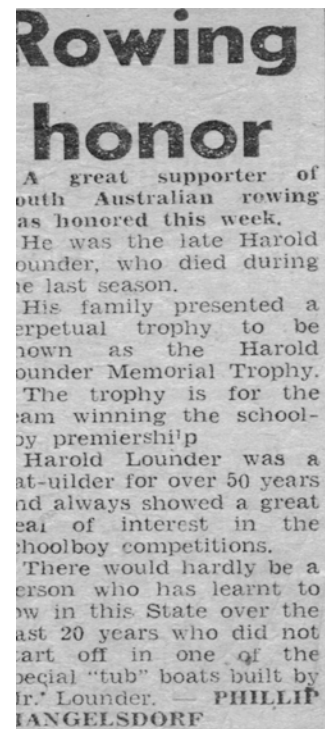 Rowing
honor
A great supporter of
outh Australian rowing
as honored this week.
He was the late Harold
ounder, who died during
he last season.
His family presented a
erpetual trophy to be
nown as the Harold
ounder Memorial Trophy.
The trophy is for the
eam winning the school-
oy premiership
Harold Lounder was a
at-uilder for over 50 years
nd always showed a great
eal of interest in the
choolboy competitions.
There would hardly be a
erson who has learnt to
ow in this State over the
ast 20 years who did not
tart off in one of the
pecial "tub" boats built by
Mr. Lounder. — PHILLIP
MANGELSDORF